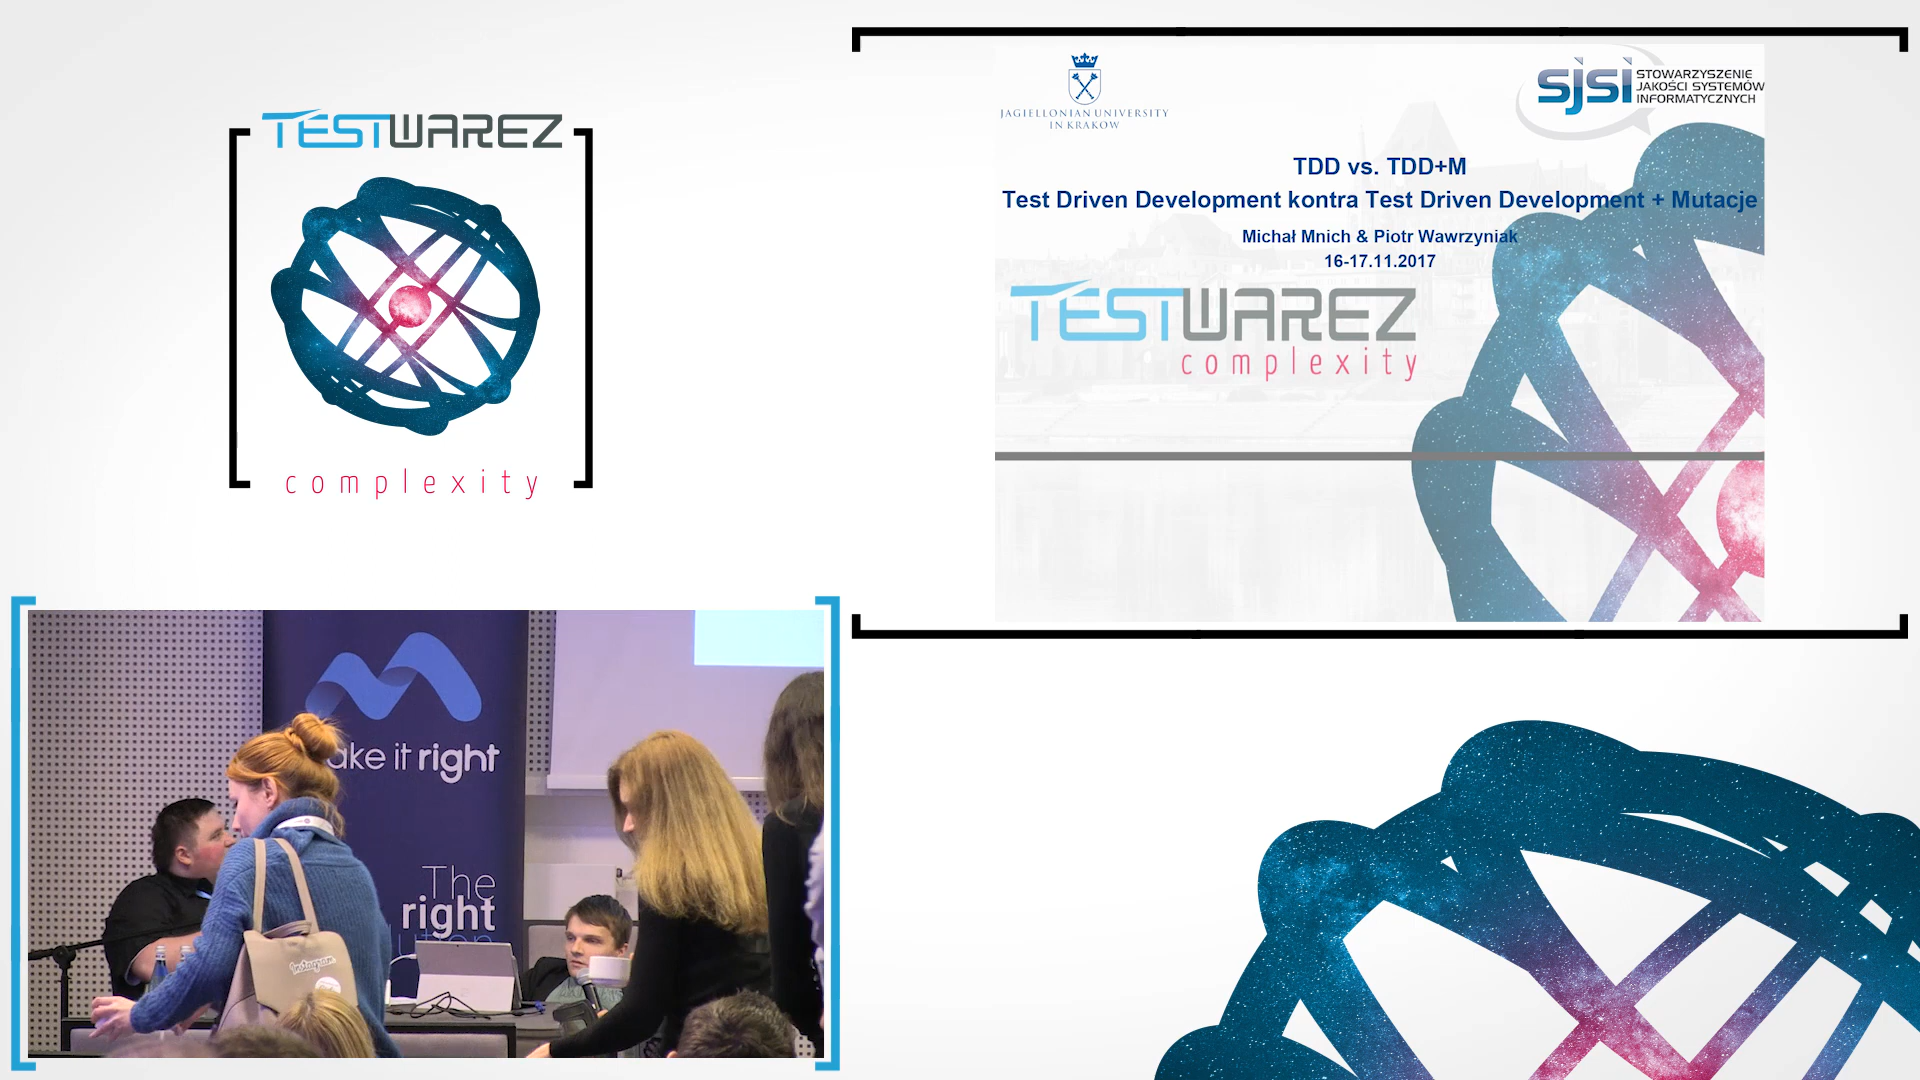 TESTWAREZ
complexity
JAGIELLONIAN UNIVERSITY
IN KRAKOW
sjsi
STOWARZYSZENIE
JAKOŚCI SYSTEMÓW
INFORMATYCZNYCH
TDD vs. TDD+M
Test Driven Development kontra Test Driven Development + Mutacje
Michał Mnich & Piotr Wawrzyniak
16-17.11.2017
TESTWAREZ
complexity
ake it right
The
right
Instagram